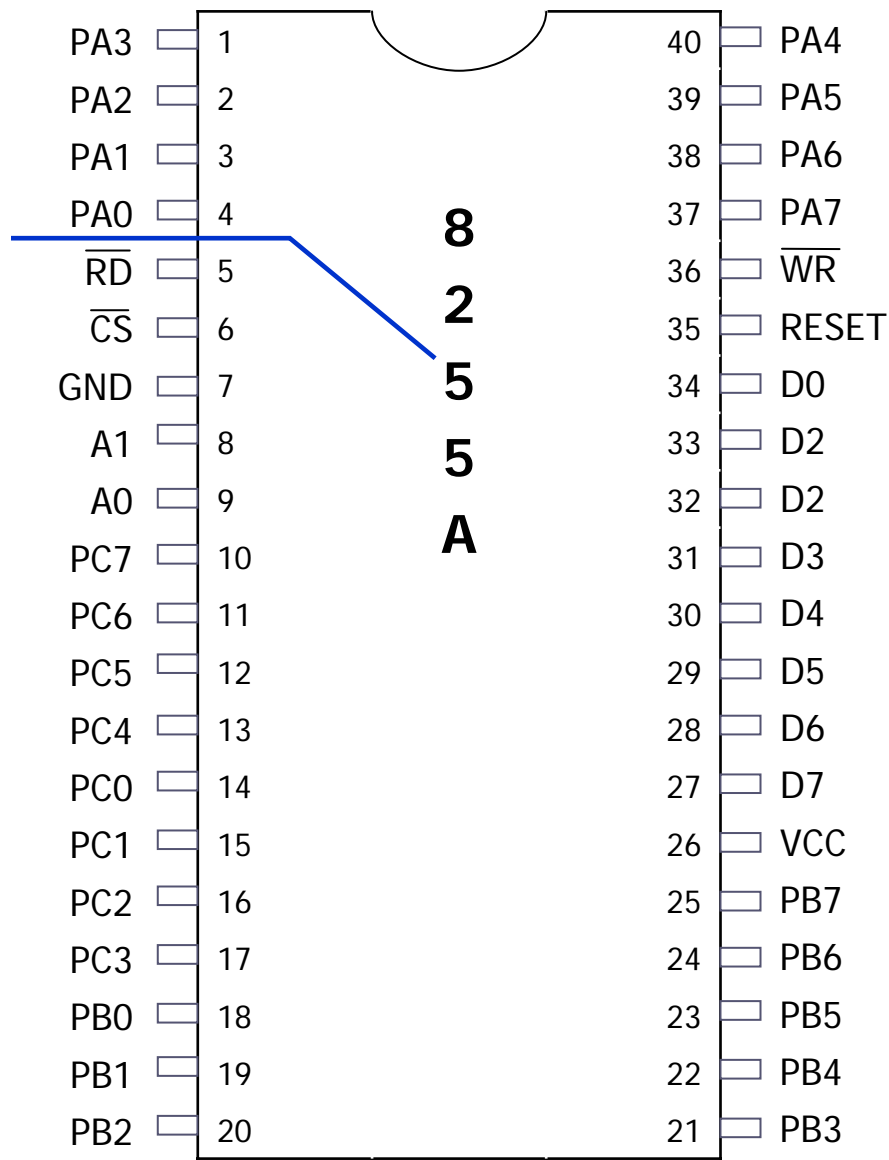 PA3 1 40 PA4
PA2 2 39 PA5
PA1 3 38 PA6
PA0 4 37 PA7
RD 5 36 WR
CS 6 35 RESET
GND 7 34 D0
A1 8 33 D2
A0 9 32 D2
PC7 10 31 D3
PC6 11 30 D4
PC5 12 29 D5
PC4 13 28 D6
PC0 14 27 D7
PC1 15 26 VCC
PC2 16 25 PB7
PC3 17 24 PB6
PB0 18 23 PB5
PB1 19 22 PB4
PB2 20 21 PB3
8
2
5
5
A